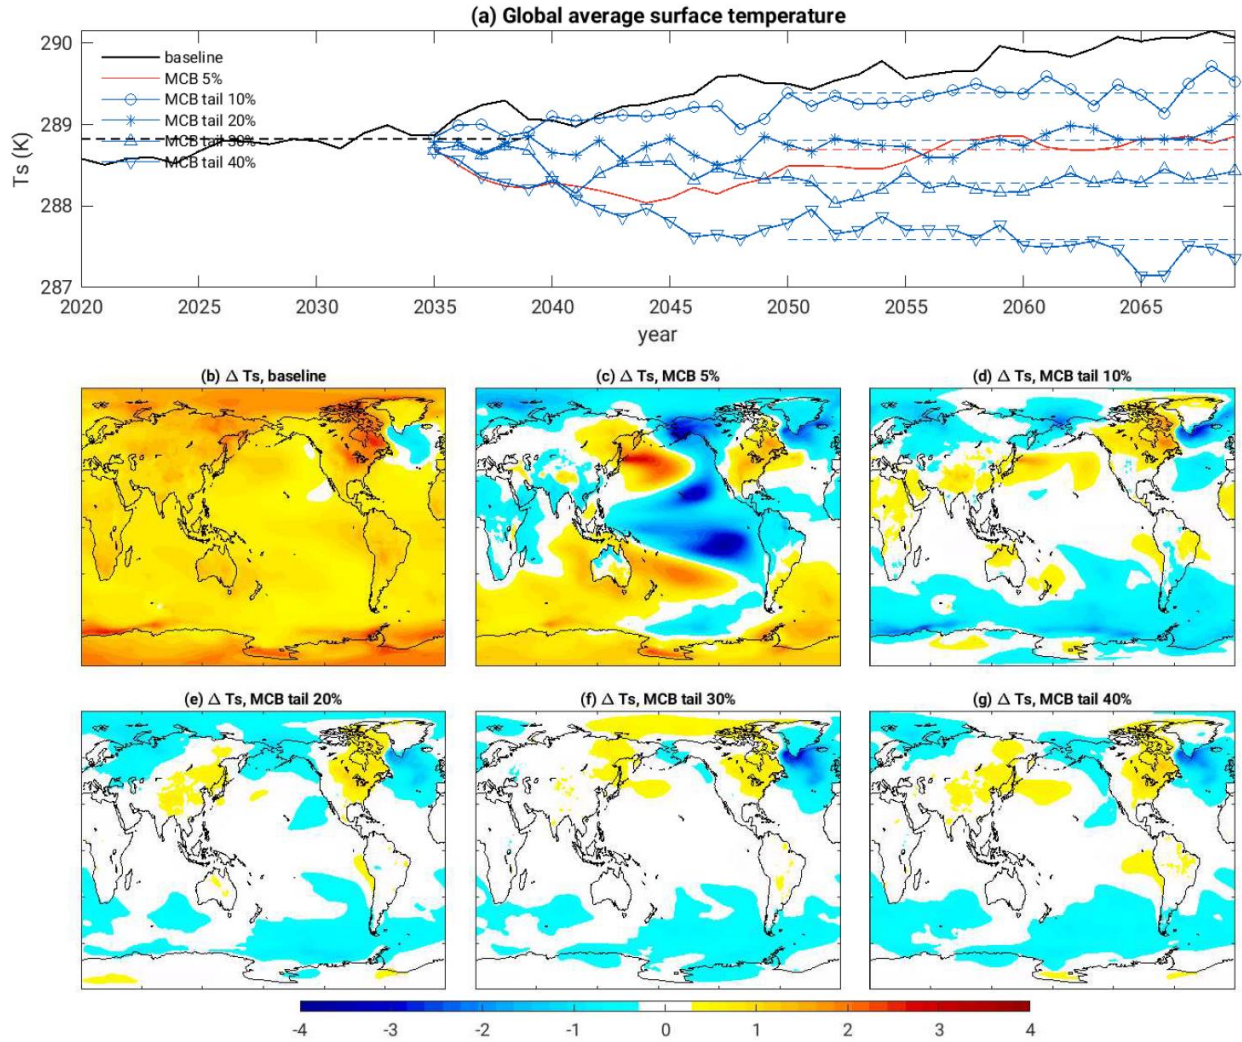 (a) Global average surface temperature
290
289
288
287
Ts (K)
baseline
MCB 5%
MCB tail 10%
MCB tail 20%
MCB tail 30%
MCB tail 40%
2020 2025 2030 2035 2040 2045 2050 2055 2060 2065
year
(b) Δ Ts, baseline (c) Δ Ts, MCB 5% (d) Δ Ts, MCB tail 10%
(e) Δ Ts, MCB tail 20% (f) Δ Ts, MCB tail 30% (g) Δ Ts, MCB tail 40%
-4 -3 -2 -1 0 1 2 3 4